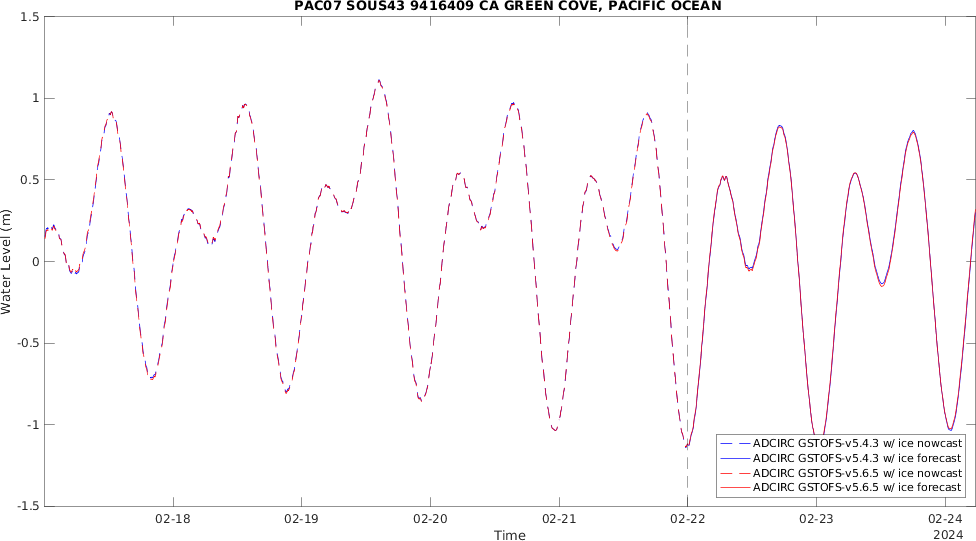 PAC07 SOUS43 9416409 CA GREEN COVE, PACIFIC OCEAN
1.5
1
0.5
0
-0.5
-1
-1.5
Water Level (m)
ADCIRC GSTOFS-v5.4.3 w/ ice nowcast
ADCIRC GSTOFS-v5.4.3 w/ ice forecast
ADCIRC GSTOFS-v5.6.5 w/ ice nowcast
ADCIRC GSTOFS-v5.6.5 w/ ice forecast
02-18 02-19 02-20 02-21 02-22 02-23 02-24
Time
2024